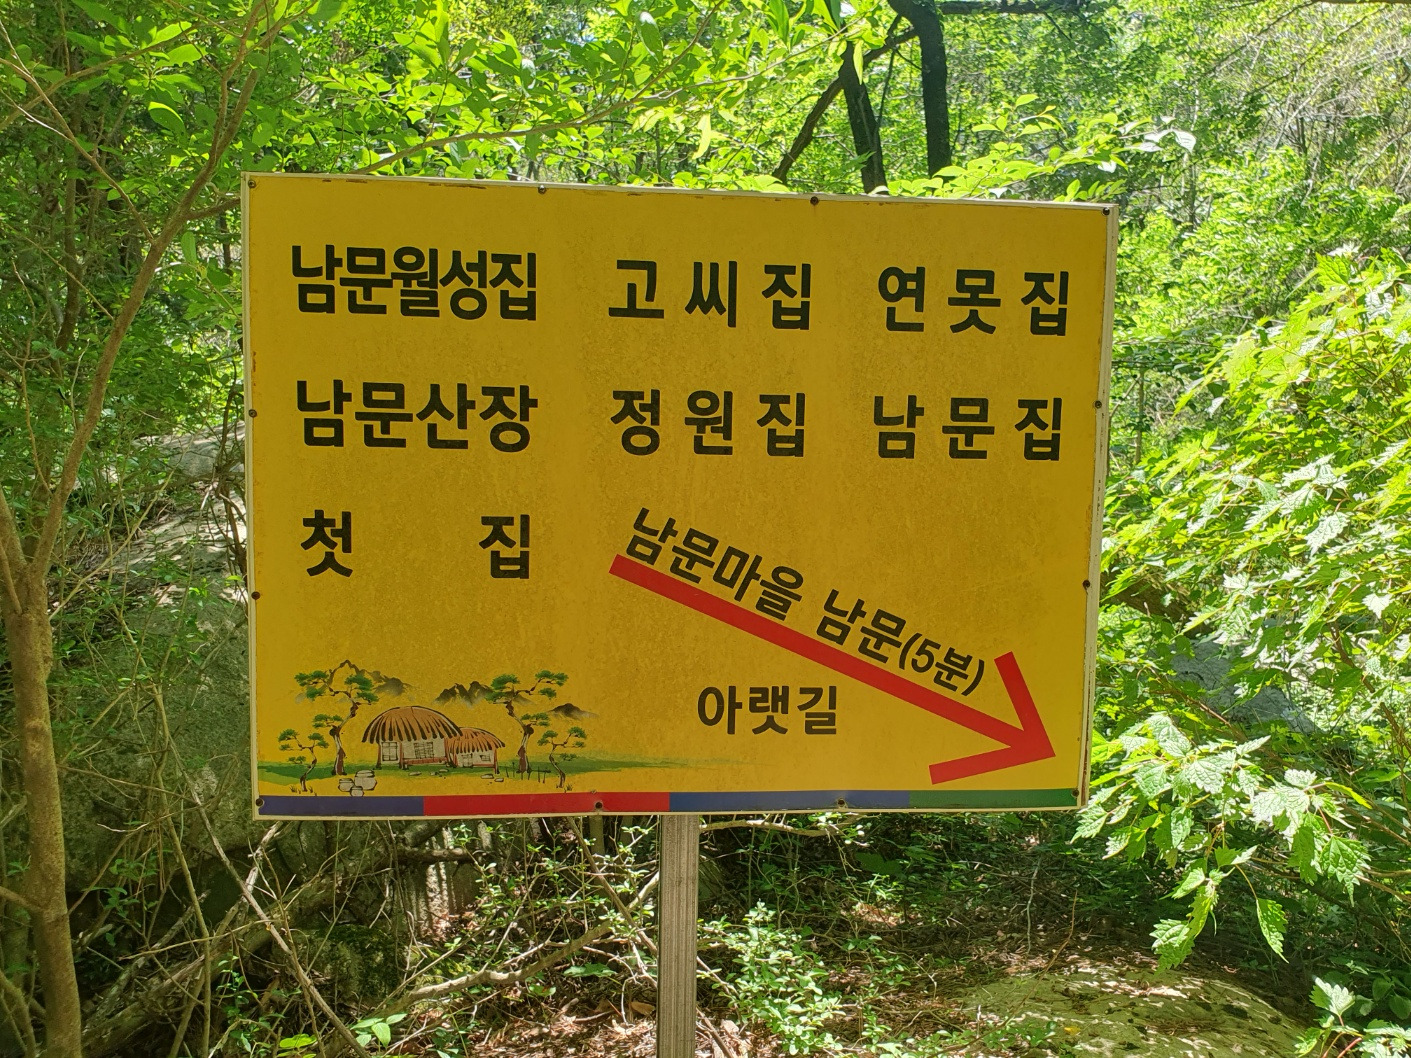 남문월성집 고씨집 연못집
남문산장 정원집 남문집
첫 집
남문마을 남문(5분)
아랫길